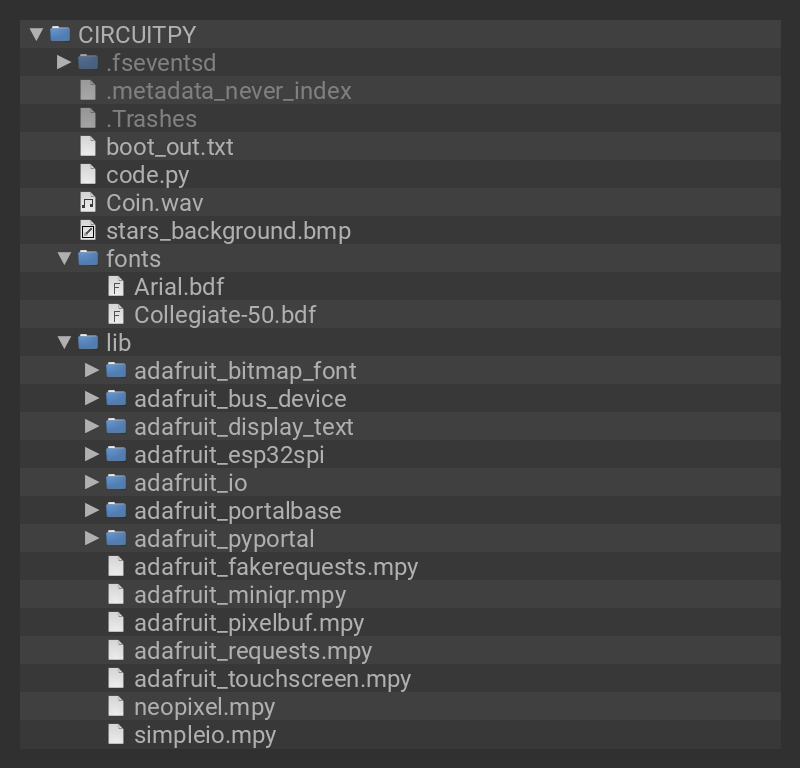 CIRCUITPY
.fseventsd
.metadata_never_index
.Trashes
boot_out.txt
code.py
Coin.wav
stars_background.bmp
fonts
Arial.bdf
Collegiate-50.bdf
lib
adafruit_bitmap_font
adafruit_bus_device
adafruit_display_text
adafruit_esp32spi
adafruit_io
adafruit_portalbase
adafruit_pyportal
adafruit_fakerequests.mpy
adafruit_miniqr.mpy
adafruit_pixelbuf.mpy
adafruit_requests.mpy
adafruit_touchscreen.mpy
neopixel.mpy
simpleio.mpy